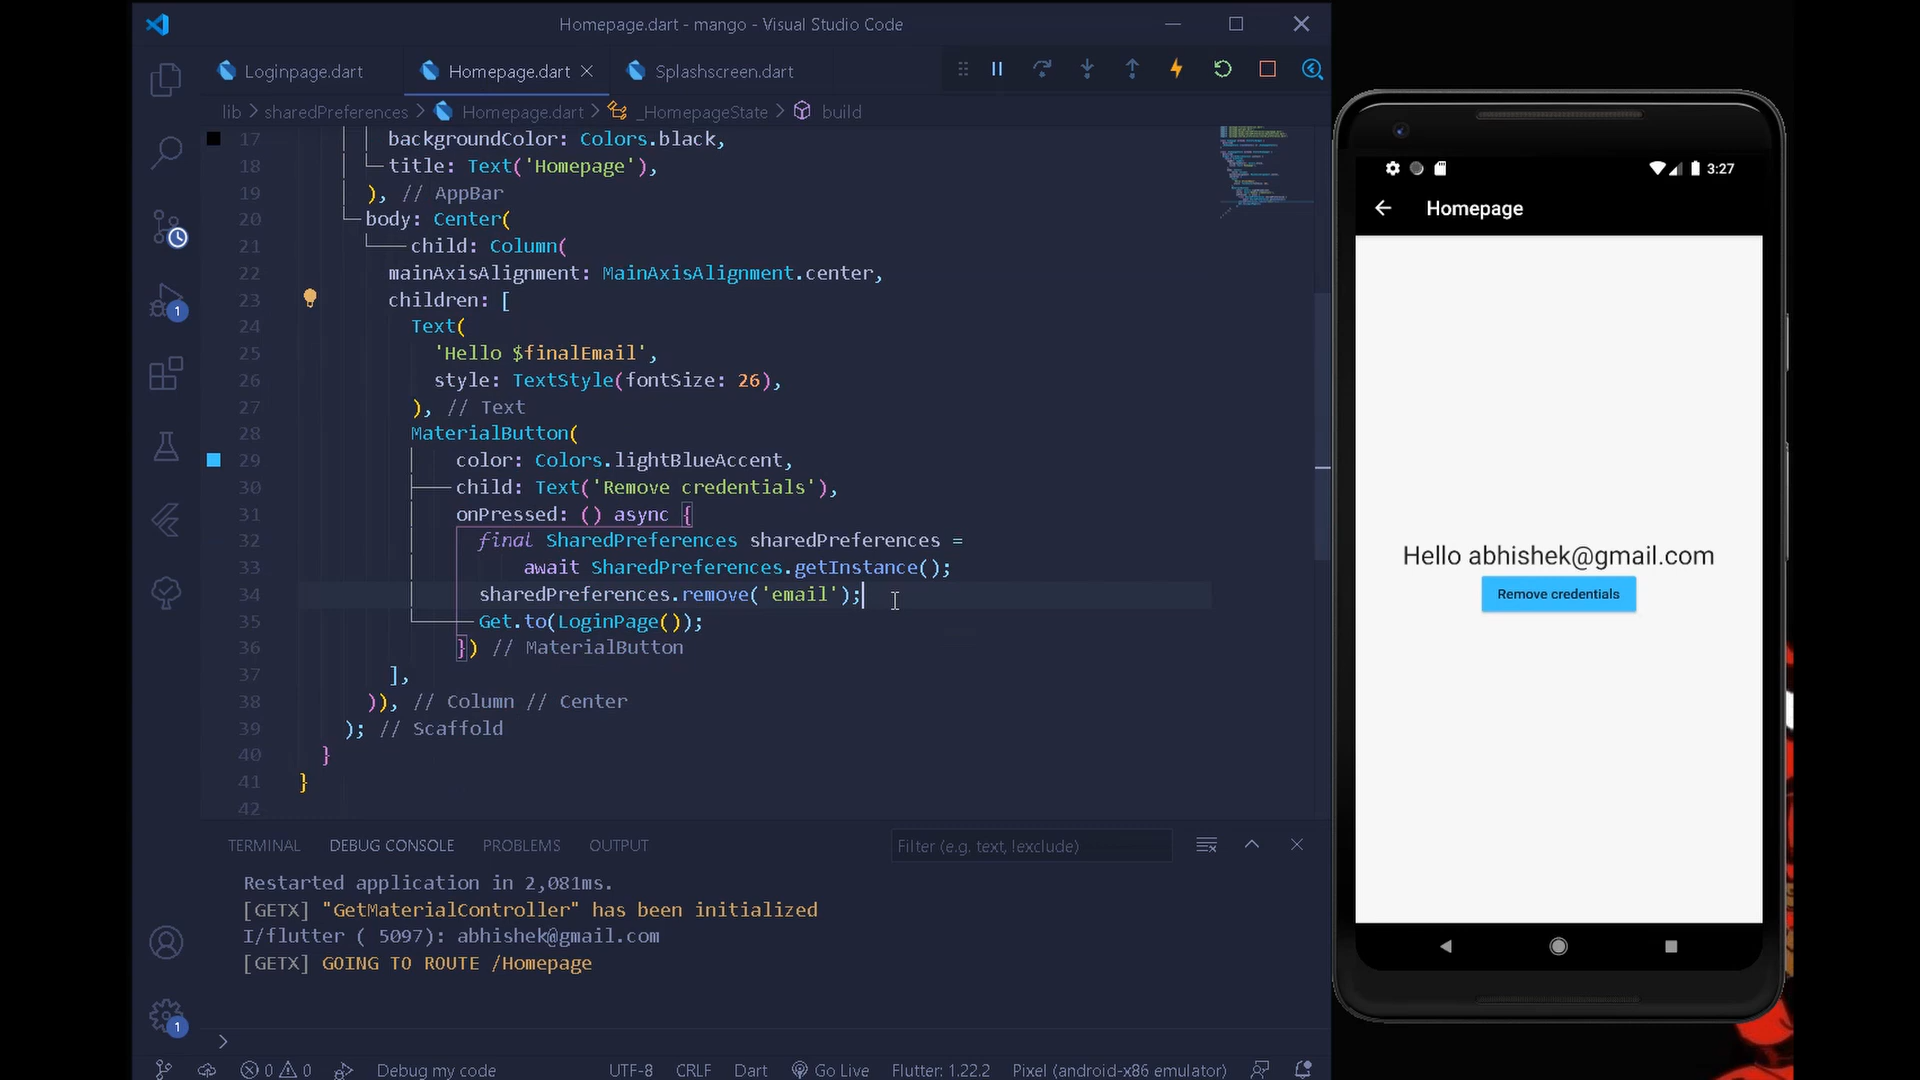 Homepage.dart - mango - Visual Studio Code
Loginpage.dart
Homepage.dart
Splashscreen.dart
lib > sharedPreferences > Homepage.dart > _HomepageState > build
17 backgroundColor: Colors.black,
18 title: Text('Homepage'),
19 ), // AppBar
20 body: Center(
21 child: Column(
22 mainAxisAlignment: MainAxisAlignment.center,
23 children: [
24 Text(
25 'Hello $finalEmail',
26 style: TextStyle(fontSize: 26),
27 ), // Text
28 MaterialButton(
29 color: Colors.lightBlueAccent,
30 child: Text('Remove credentials'),
31 onPressed: () async {
32 final SharedPreferences sharedPreferences =
33 await SharedPreferences.getInstance();
34 sharedPreferences.remove('email');
35 Get.to(LoginPage());
36 }) // MaterialButton
37 ],
38 )), // Column // Center
39 ); // Scaffold
40 }
41 }
42
TERMINAL DEBUG CONSOLE PROBLEMS OUTPUT
Filter (e.g. text, !exclude)
Restarted application in 2,081ms.
[GETX] "GetMaterialController" has been initialized
I/flutter ( 5097): abhishek@gmail.com
[GETX] GOING TO ROUTE /Homepage
1
1
0 0 Debug my code UTF-8 CRLF Dart Go Live Flutter: 1.22.2 Pixel (android-x86 emulator)
3:27
Homepage
Hello abhishek@gmail.com
Remove credentials